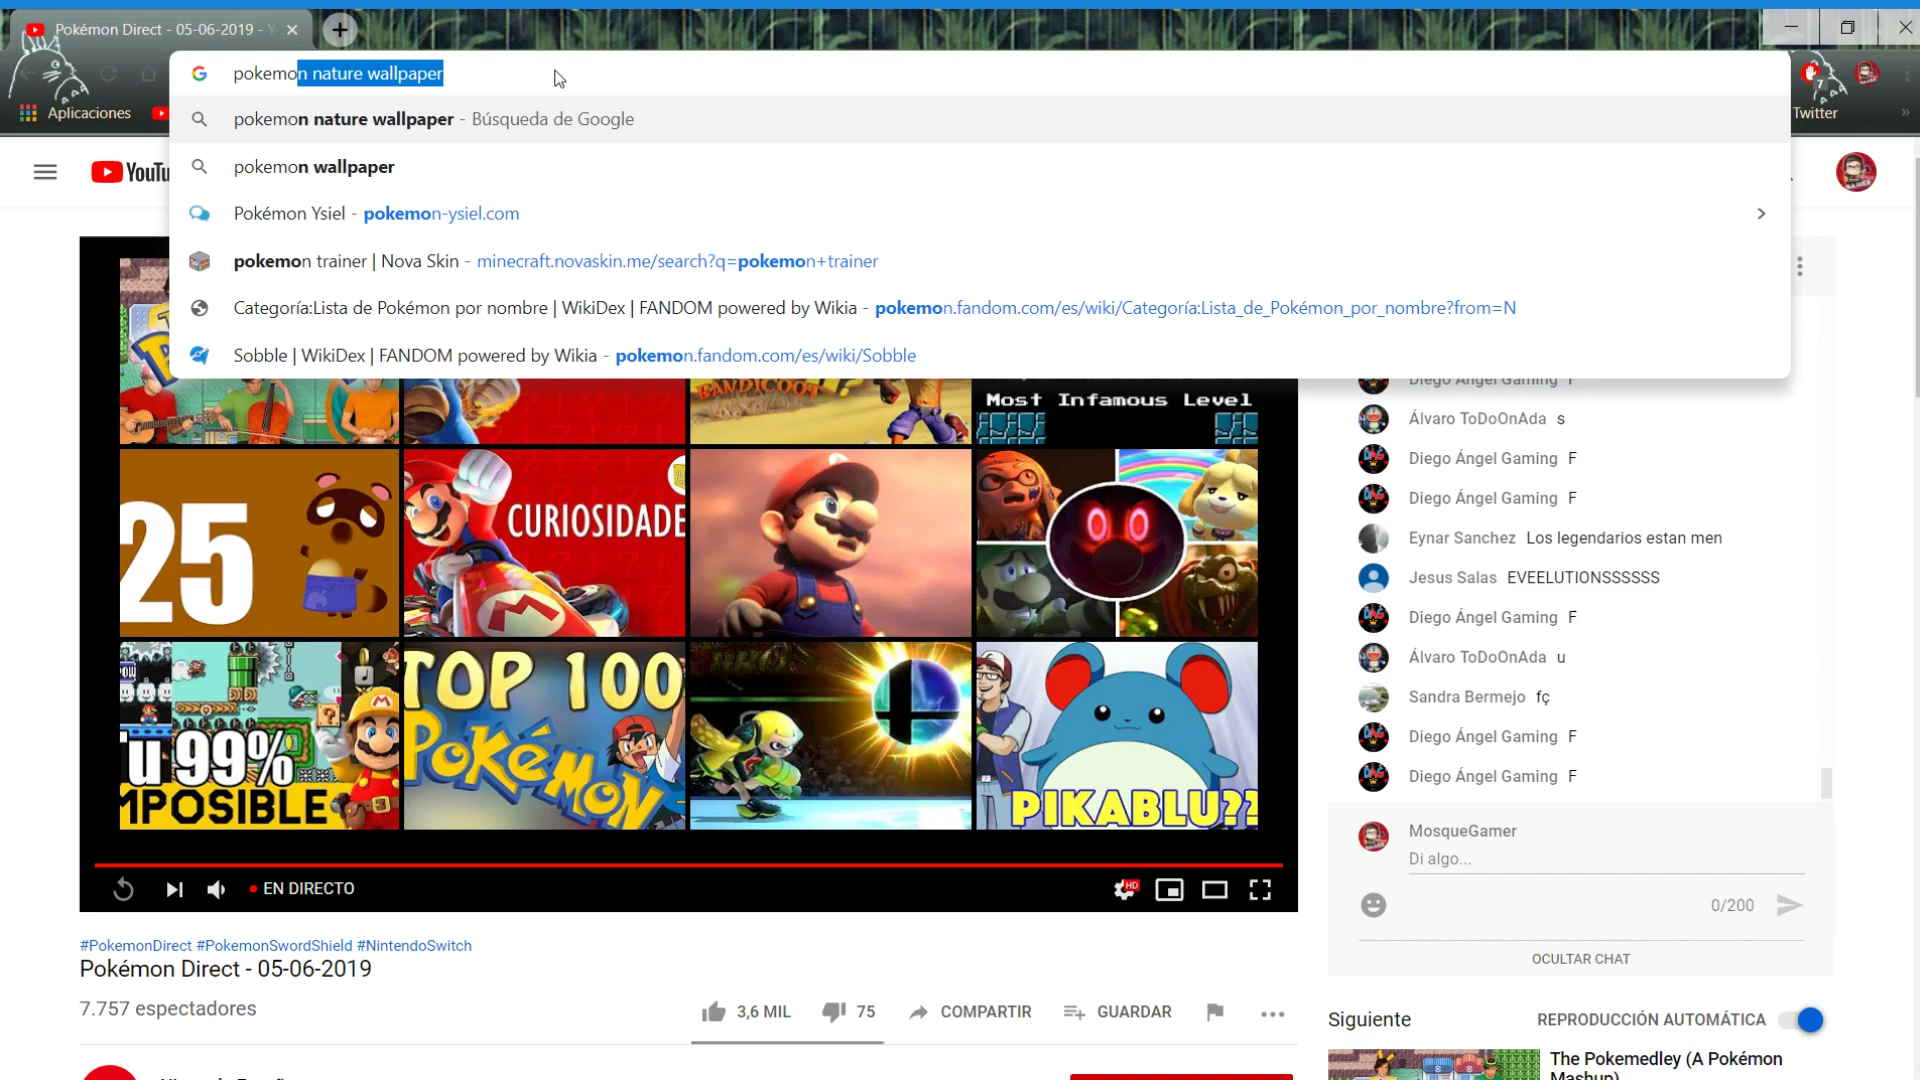 Pokémon Direct - 05-06-2019 -
pokemon nature wallpaper
Aplicaciones
pokemon nature wallpaper - Búsqueda de Google
Twitter
7
pokemon wallpaper
Pokémon Ysiel - pokemon-ysiel.com
pokemon trainer | Nova Skin - minecraft.novaskin.me/search?q=pokemon+trainer
Categoría:Lista de Pokémon por nombre | WikiDex | FANDOM powered by Wikia - pokemon.fandom.com/es/wiki/Categoría:Lista_de_Pokémon_por_nombre?from=N
Sobble | WikiDex | FANDOM powered by Wikia - pokemon.fandom.com/es/wiki/Sobble
BANDICOOT
Most Infamous Level
25
CURIOSIDADE
99%
MPOSIBLE
TOP 100
Pokémon
PIKABLU??
EN DIRECTO
HD
Diego Ángel Gaming F
Álvaro ToDoOnAda s
Diego Ángel Gaming F
Diego Ángel Gaming F
Eynar Sanchez Los legendarios estan men
Jesus Salas EVEELUTIONSSSSSS
Diego Ángel Gaming F
Álvaro ToDoOnAda u
Sandra Bermejo fç
Diego Ángel Gaming F
Diego Ángel Gaming F
MosqueGamer
Di algo...
0/200
OCULTAR CHAT
#PokemonDirect #PokemonSwordShield #NintendoSwitch
Pokémon Direct - 05-06-2019
7.757 espectadores
3,6 MIL
75
COMPARTIR
GUARDAR
Siguiente
REPRODUCCIÓN AUTOMÁTICA
The Pokemedley (A Pokémon
Mashup)